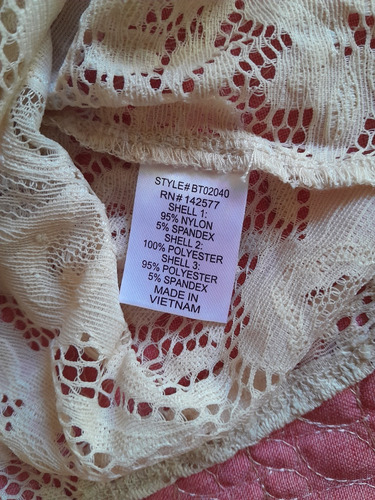 STYLE# BT02040
RN# 142577
SHELL 1:
95% NYLON
5% SPANDEX
SHELL 2:
100% POLYESTER
SHELL 3:
95% POLYESTER
5% SPANDEX
MADE IN
VIETNAM